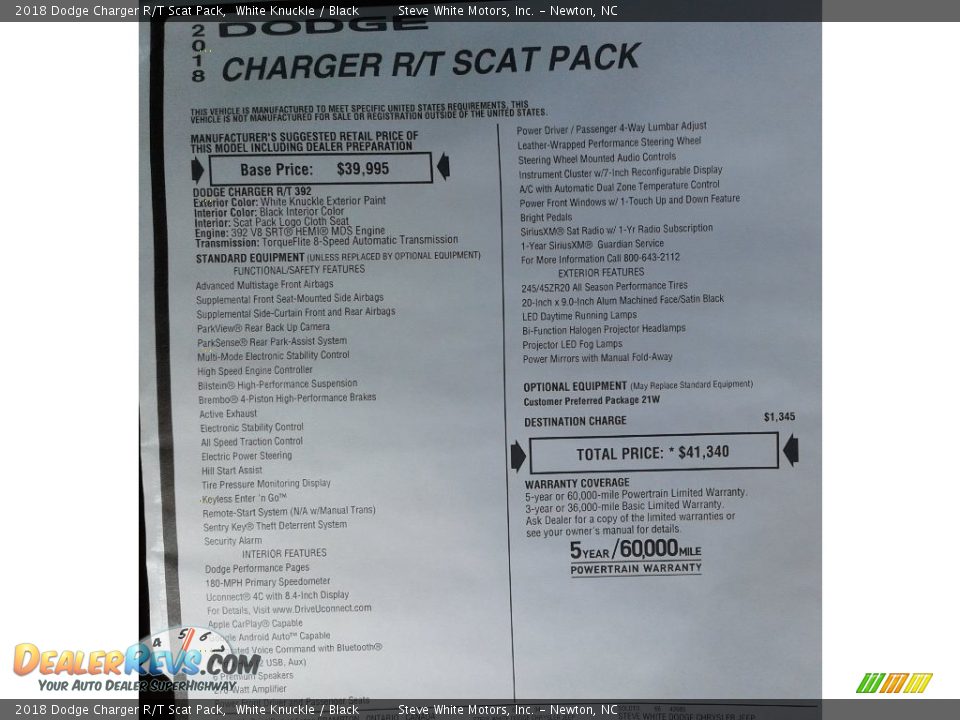 2018 Dodge Charger R/T Scat Pack, White Knuckle / Black Steve White Motors, Inc. - Newton, NC
2018
DODGE
CHARGER R/T SCAT PACK
THIS VEHICLE IS MANUFACTURED TO MEET SPECIFIC UNITED STATES REQUIREMENTS. THIS
VEHICLE IS NOT MANUFACTURED FOR SALE OR REGISTRATION OUTSIDE OF THE UNITED STATES.
MANUFACTURER'S SUGGESTED RETAIL PRICE OF
THIS MODEL INCLUDING DEALER PREPARATION
Base Price: $39,995
DODGE CHARGER R/T 392
Exterior Color: White Knuckle Exterior Paint
Interior Color: Black Interior Color
Interior: Scat Pack Logo Cloth Seat
Engine: 392 V8 SRT® HEMI® MDS Engine
Transmission: TorqueFlite 8-Speed Automatic Transmission
STANDARD EQUIPMENT (UNLESS REPLACED BY OPTIONAL EQUIPMENT)
FUNCTIONAL/SAFETY FEATURES
Advanced Multistage Front Airbags
Supplemental Front Seat-Mounted Side Airbags
Supplemental Side-Curtain Front and Rear Airbags
ParkView® Rear Back Up Camera
ParkSense® Rear Park-Assist System
Multi-Mode Electronic Stability Control
High Speed Engine Controller
Bilstein® High-Performance Suspension
Brembo® 4-Piston High-Performance Brakes
Active Exhaust
Electronic Stability Control
All Speed Traction Control
Electric Power Steering
Hill Start Assist
Tire Pressure Monitoring Display
Keyless Enter 'n Go™
Remote-Start System (N/A w/Manual Trans)
Sentry Key® Theft Deterrent System
Security Alarm
INTERIOR FEATURES
Dodge Performance Pages
180-MPH Primary Speedometer
Uconnect® 4C with 8.4-Inch Display
For Details, Visit www.DriveUconnect.com
Apple CarPlay® Capable
Android Auto™ Capable
Voice Command with Bluetooth®
USB, Aux)
Premium Speakers
Watt Amplifier
Power Driver / Passenger 4-Way Lumbar Adjust
Leather-Wrapped Performance Steering Wheel
Steering Wheel Mounted Audio Controls
Instrument Cluster w/7-Inch Reconfigurable Display
A/C with Automatic Dual Zone Temperature Control
Power Front Windows w/ 1-Touch Up and Down Feature
Bright Pedals
SiriusXM® Sat Radio w/ 1-Yr Radio Subscription
1-Year SiriusXM® Guardian Service
For More Information Call 800-643-2112
EXTERIOR FEATURES
245/45ZR20 All Season Performance Tires
20-Inch x 9.0-Inch Alum Machined Face/Satin Black
LED Daytime Running Lamps
Bi-Function Halogen Projector Headlamps
Projector LED Fog Lamps
Power Mirrors with Manual Fold-Away
OPTIONAL EQUIPMENT (May Replace Standard Equipment)
Customer Preferred Package 21W
DESTINATION CHARGE $1,345
TOTAL PRICE: * $41,340
WARRANTY COVERAGE
5-year or 60,000-mile Powertrain Limited Warranty.
3-year or 36,000-mile Basic Limited Warranty.
Ask Dealer for a copy of the limited warranties or
see your owner's manual for details.
5YEAR/60,000MILE
POWERTRAIN WARRANTY
4 5 6 7
DealerRevs.com
Your Auto Dealer SuperHighway
STEVE WHITE DODGE CHRYSLER JEEP
2018 Dodge Charger R/T Scat Pack, White Knuckle / Black Steve White Motors, Inc. - Newton, NC